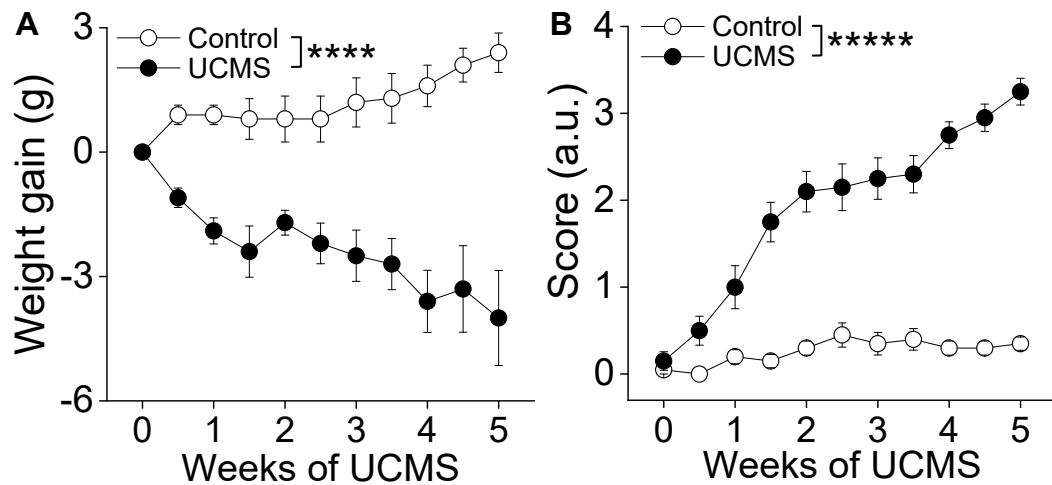 A
Control
UCMS
****
Weight gain (g)
3
0
-3
-6
0 1 2 3 4 5
Weeks of UCMS
B
Control
UCMS
*****
Score (a.u.)
4
3
2
1
0
0 1 2 3 4 5
Weeks of UCMS